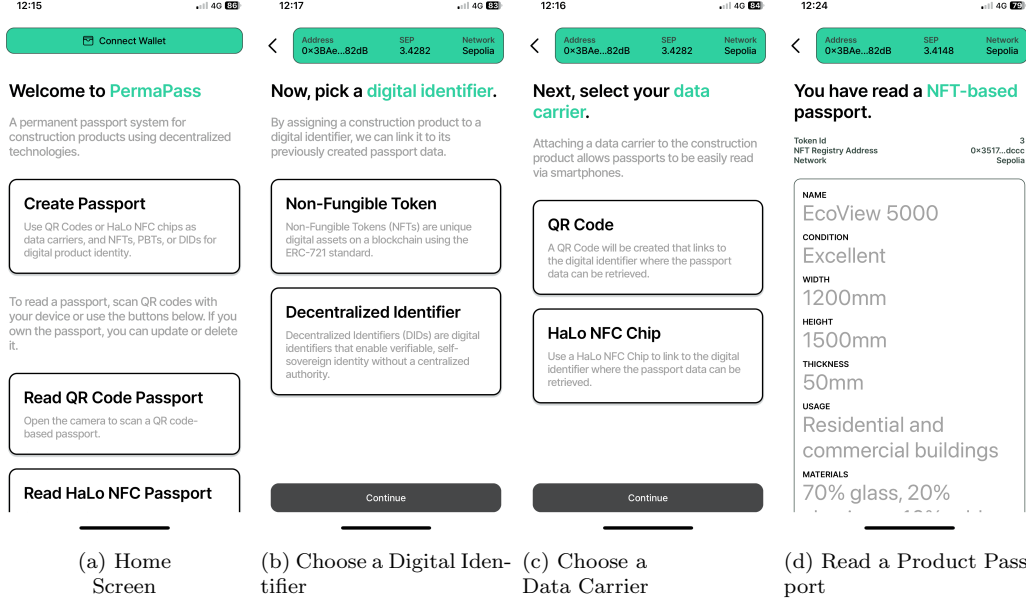 12:15
4G 86
Connect Wallet
Welcome to PermaPass
A permanent passport system for
construction products using decentralized
technologies.
Create Passport
Use QR Codes or HaLo NFC chips as
data carriers, and NFTs, PBTs, or DIDs for
digital product identity.
To read a passport, scan QR codes with
your device or use the buttons below. If you
own the passport, you can update or delete
it.
Read QR Code Passport
Open the camera to scan a QR code-
based passport.
Read HaLo NFC Passport
(a) Home
Screen
12:17
4G 83
Address SEP Network
0x3BAe...82dB 3.4282 Sepolia
Now, pick a digital identifier.
By assigning a construction product to a
digital identifier, we can link it to its
previously created passport data.
Non-Fungible Token
Non-Fungible Tokens (NFTs) are unique
digital assets on a blockchain using the
ERC-721 standard.
Decentralized Identifier
Decentralized Identifiers (DIDs) are digital
identifiers that enable verifiable, self-
sovereign identity without a centralized
authority.
Continue
(b) Choose a Digital Iden-
tifier
12:16
4G 84
Address SEP Network
0x3BAe...82dB 3.4282 Sepolia
Next, select your data
carrier.
Attaching a data carrier to the construction
product allows passports to be easily read
via smartphones.
QR Code
A QR Code will be created that links to
the digital identifier where the passport
data can be retrieved.
HaLo NFC Chip
Use a HaLo NFC Chip to link to the digital
identifier where the passport data can be
retrieved.
Continue
(c) Choose a
Data Carrier
12:24
4G 79
Address SEP Network
0x3BAe...82dB 3.4148 Sepolia
You have read a NFT-based
passport.
Token Id 3
NFT Registry Address 0x3517...dccc
Network Sepolia
NAME
EcoView 5000
CONDITION
Excellent
WIDTH
1200mm
HEIGHT
1500mm
THICKNESS
50mm
USAGE
Residential and
commercial buildings
MATERIALS
70% glass, 20%
(d) Read a Product Pass
port